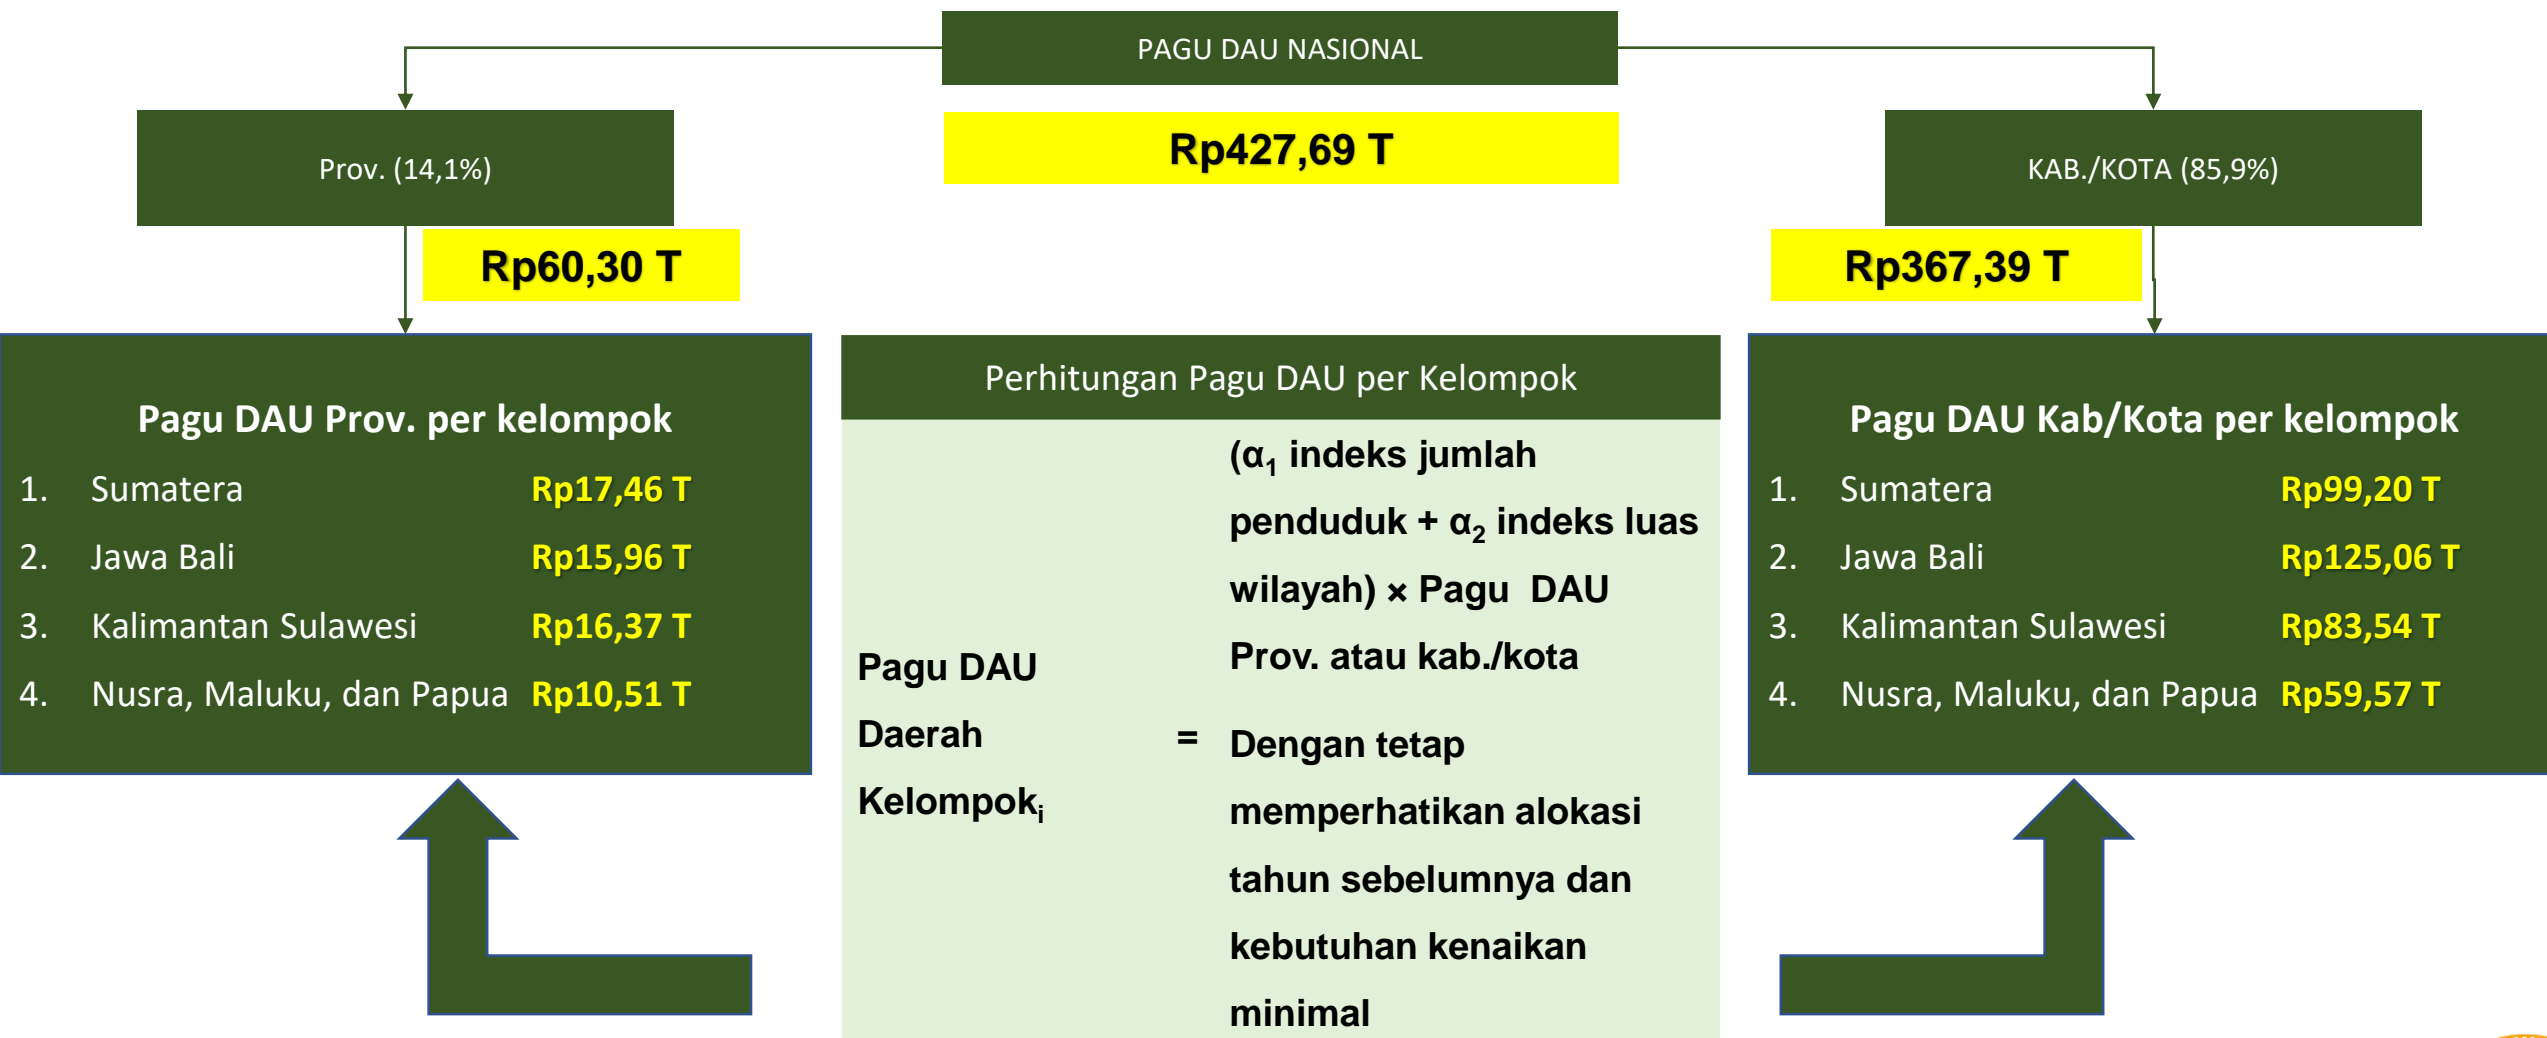 PAGU DAU NASIONAL
Rp427,69 T
Prov. (14,1%)
Rp60,30 T
KAB./KOTA (85,9%)
Rp367,39 T
Pagu DAU Prov. per kelompok
1. Sumatera Rp17,46 T
2. Jawa Bali Rp15,96 T
3. Kalimantan Sulawesi Rp16,37 T
4. Nusra, Maluku, dan Papua Rp10,51 T
Perhitungan Pagu DAU per Kelompok
Pagu DAU
Daerah
Kelompokᵢ
=
(α₁ indeks jumlah
penduduk + α₂ indeks luas
wilayah) × Pagu DAU
Prov. atau kab./kota
Dengan tetap
memperhatikan alokasi
tahun sebelumnya dan
kebutuhan kenaikan
minimal
Pagu DAU Kab/Kota per kelompok
1. Sumatera Rp99,20 T
2. Jawa Bali Rp125,06 T
3. Kalimantan Sulawesi Rp83,54 T
4. Nusra, Maluku, dan Papua Rp59,57 T